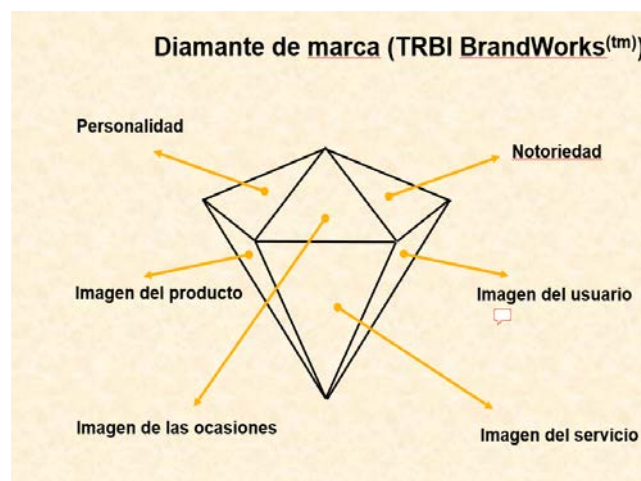 Diamante de marca (TRBI BrandWorks(tm))
Personalidad
Notoriedad
Imagen del producto
Imagen del usuario
Imagen de las ocasiones
Imagen del servicio